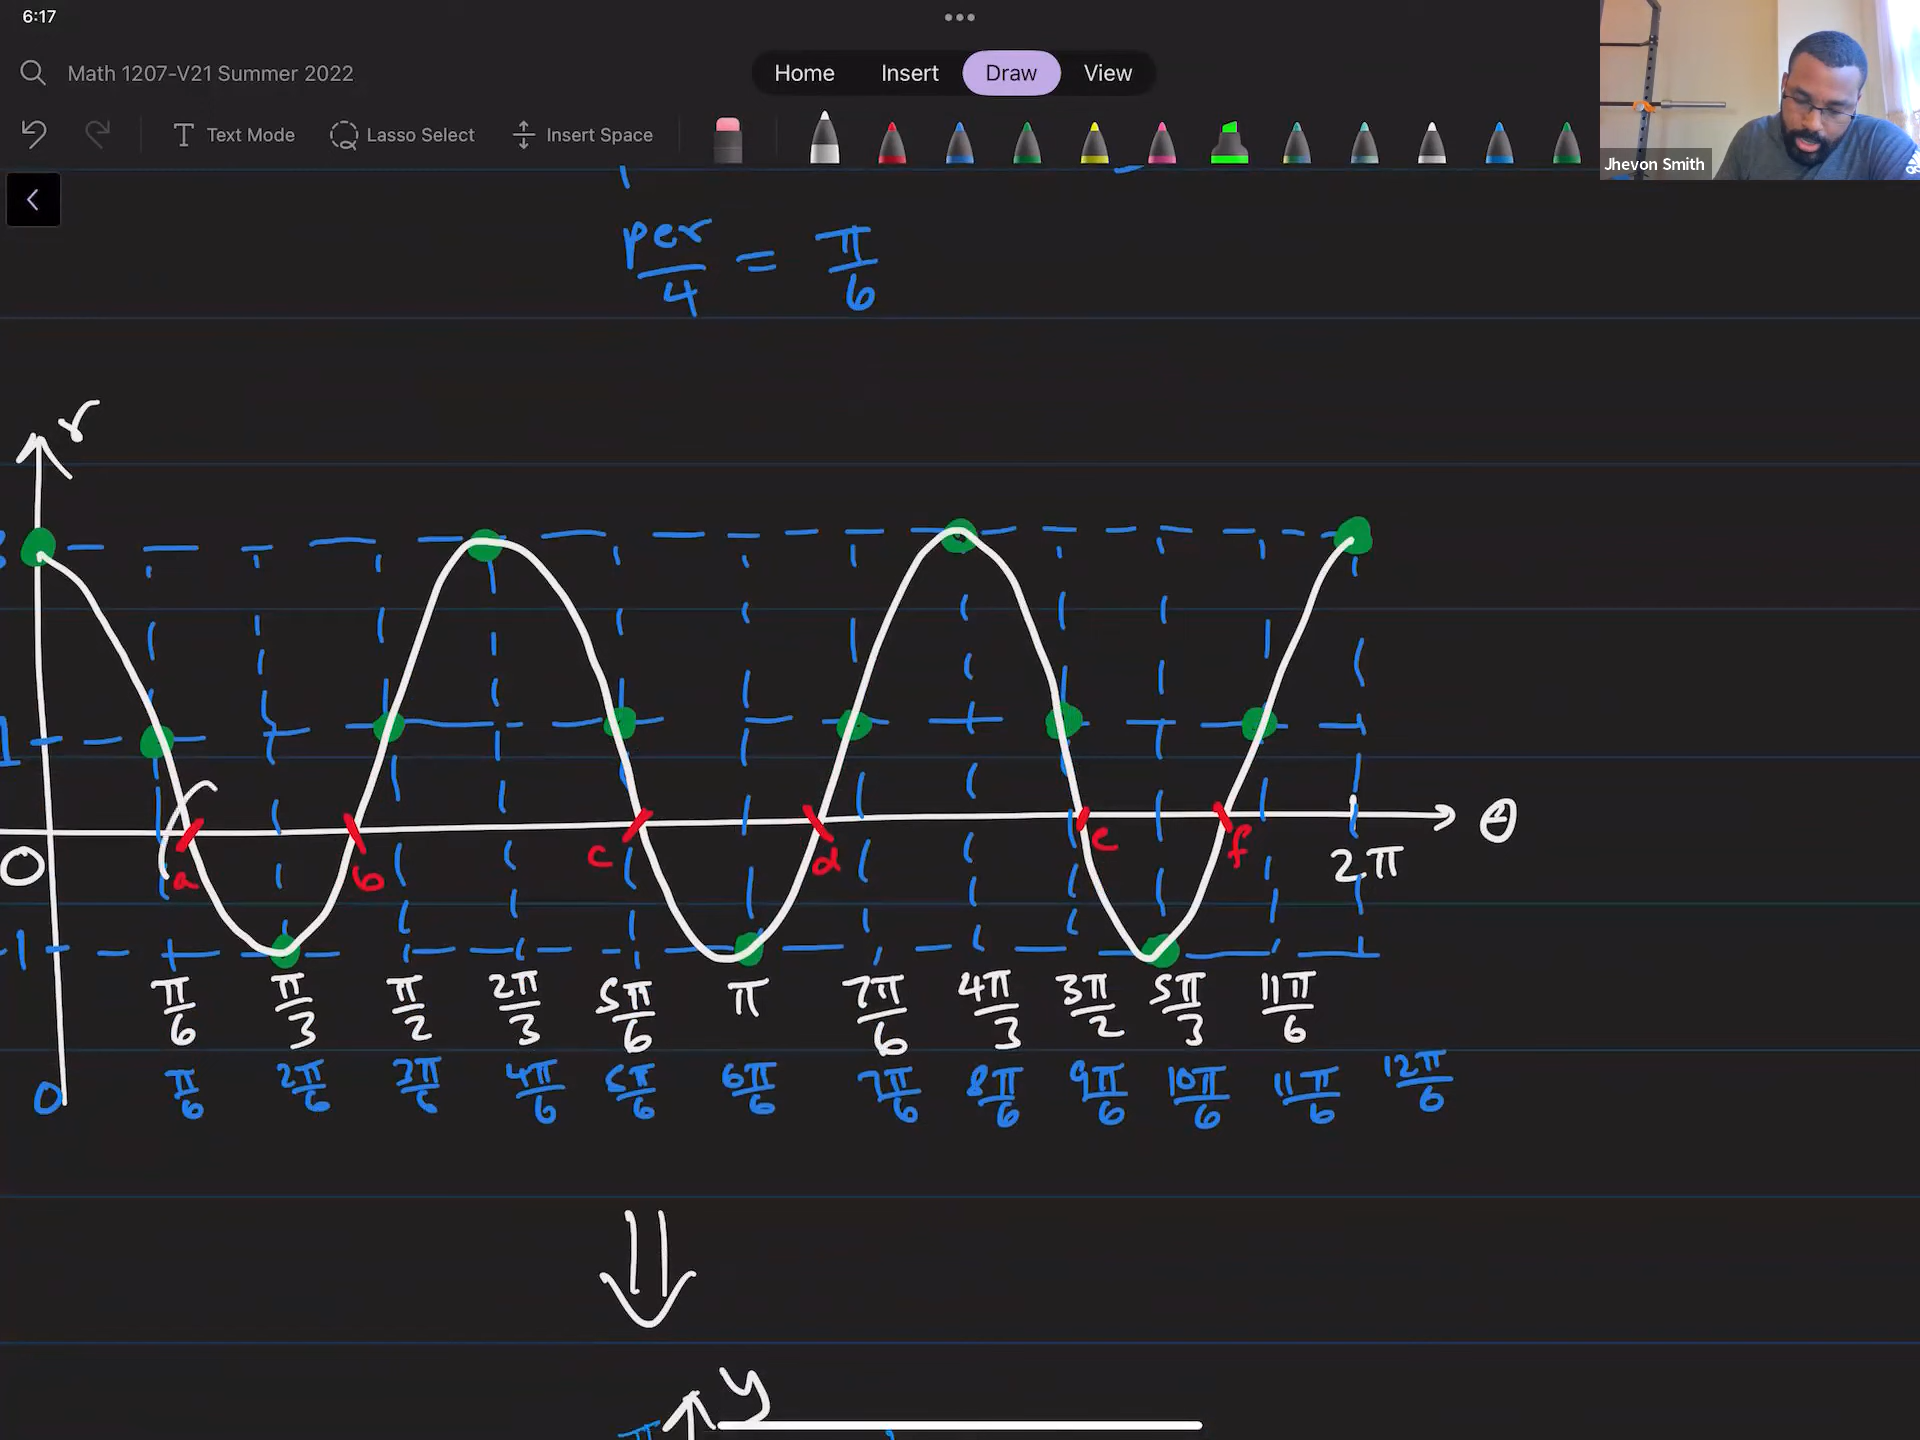 6:17
Math 1207-V21 Summer 2022
Home Insert Draw View
Text Mode Lasso Select Insert Space
Jhevon Smith
per/4 = π/6
r
1
a b c d e f θ
0 2π
-1
π/6 π/3 π/2 2π/3 5π/6 π 7π/6 4π/3 3π/2 5π/3 11π/6
0 π/6 2π/6 3π/6 4π/6 5π/6 6π/6 7π/6 8π/6 9π/6 10π/6 11π/6 12π/6
y